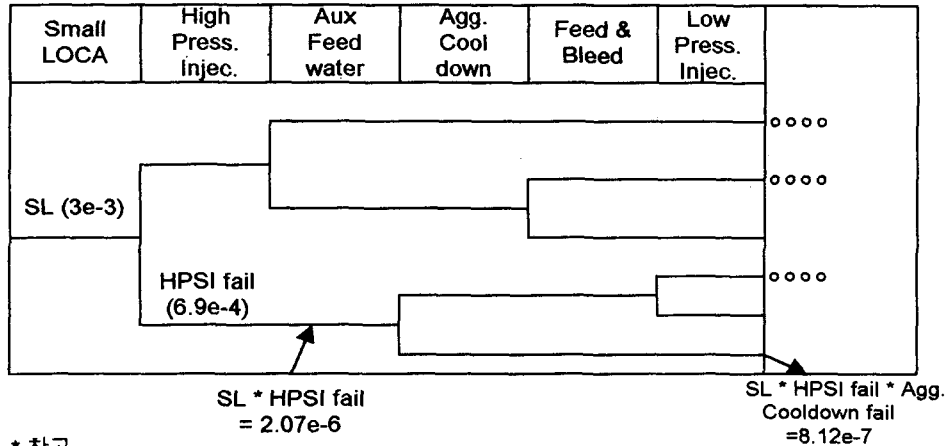 Small
LOCA
High
Press.
Injec.
Aux
Feed
water
Agg.
Cool
down
Feed &
Bleed
Low
Press.
Injec.
SL (3e-3)
HPSI fail
(6.9e-4)
SL * HPSI fail
= 2.07e-6
SL * HPSI fail * Agg.
Cooldown fail
=8.12e-7
* 참고